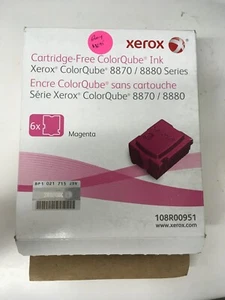 xerox
Cartridge-Free ColorQube® Ink
Xerox® ColorQube® 8870 / 8880 Series
Encre ColorQube® sans cartouche
Série Xerox® ColorQube® 8870 / 8880
6x
Magenta
108R00951
www.xerox.com